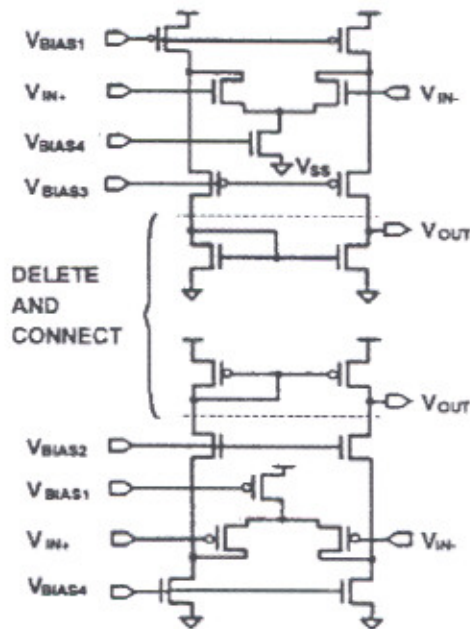 VBIAS1
VIN+ VIN-
VBIAS4
VSS
VBIAS3
VOUT
DELETE
AND
CONNECT
VOUT
VBIAS2
VBIAS1
VIN+ VIN-
VBIAS4